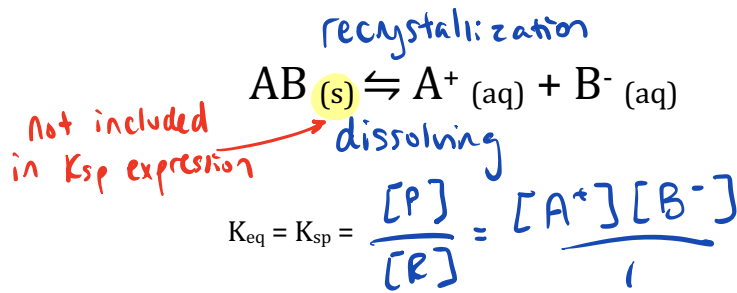 recrystallization
AB (s) ⇋ A⁺ (aq) + B⁻ (aq)
not included
in Ksp expression
dissolving
Keq = Ksp = [P] / [R] = [A⁺][B⁻] / 1